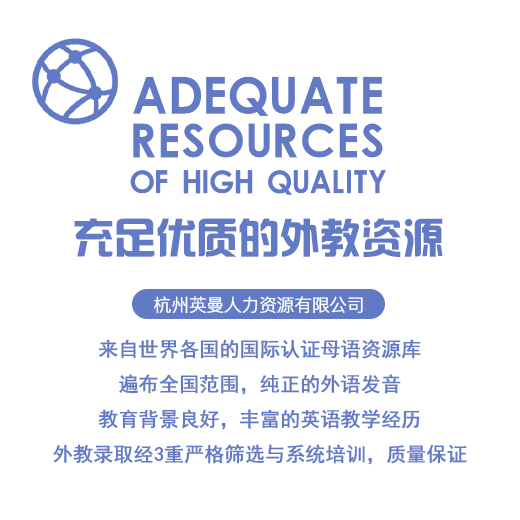 ADEQUATE
RESOURCES
OF HIGH QUALITY
充足优质的外教资源
杭州英曼人力资源有限公司
来自世界各国的国际认证母语资源库
遍布全国范围，纯正的外语发音
教育背景良好，丰富的英语教学经历
外教录取经3重严格筛选与系统培训，质量保证